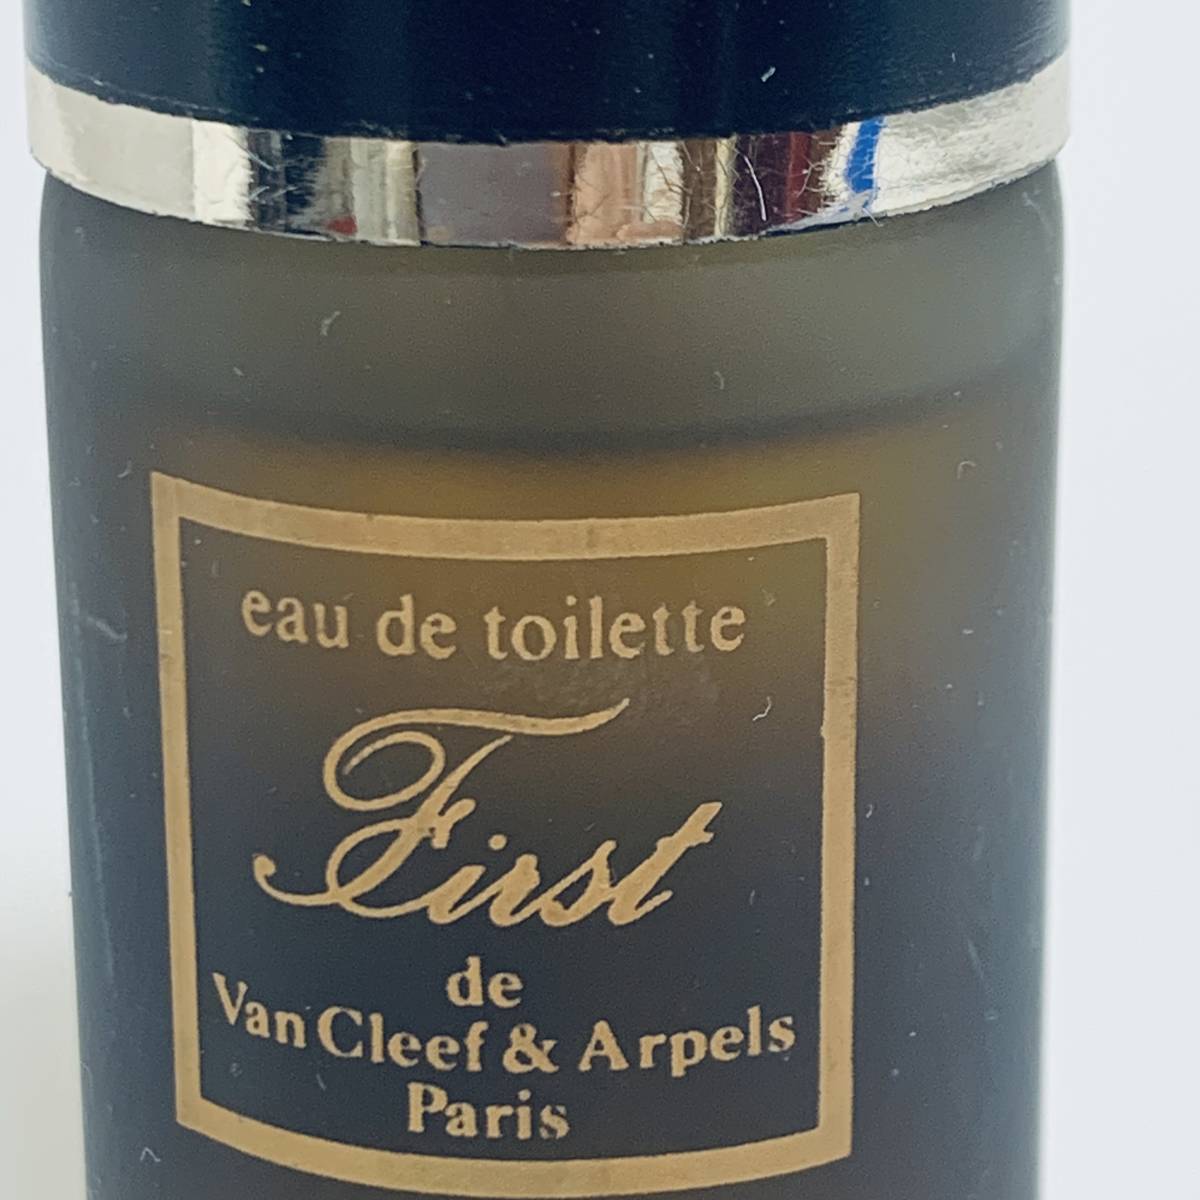 eau de toilette
First
de
Van Cleef & Arpels
Paris